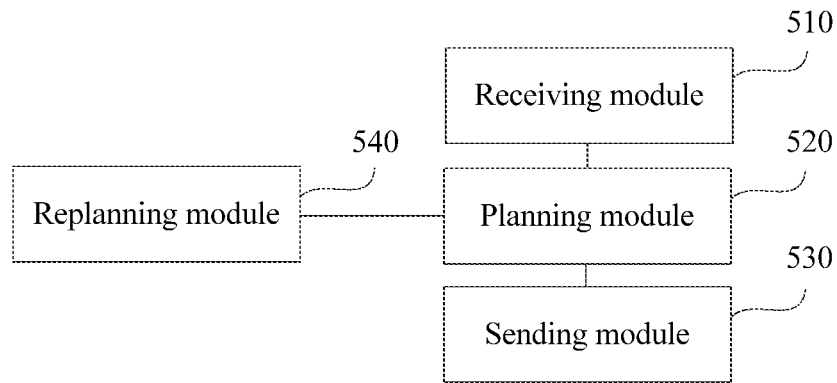 510
Receiving module
540
520
Replanning module
Planning module
530
Sending module